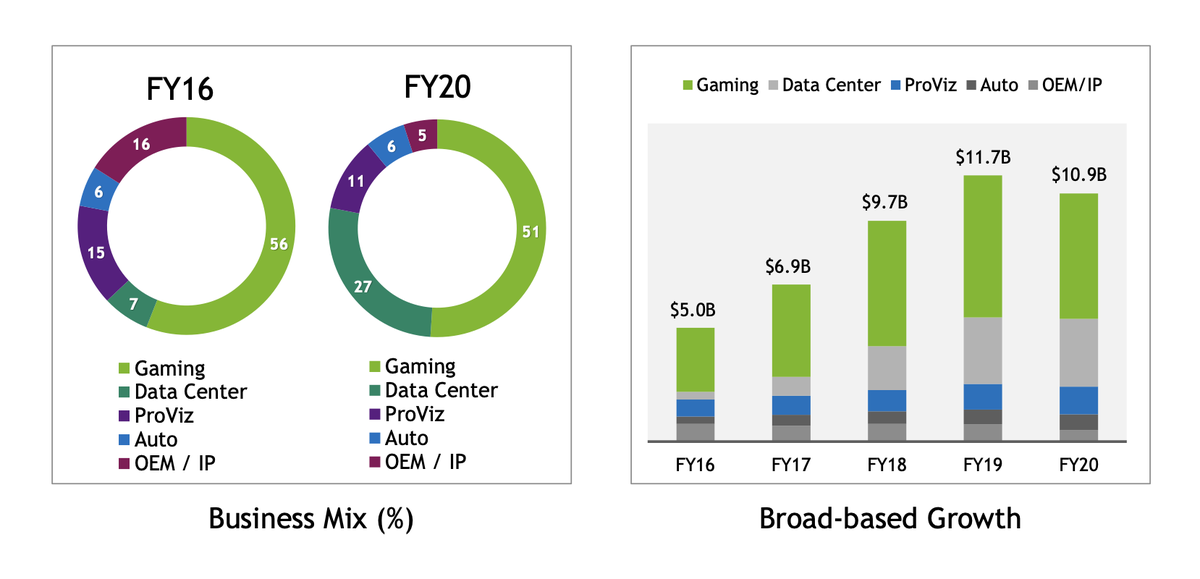 FY16
FY20
16
6
15
7
56
5
6
11
27
51
Gaming
Data Center
ProViz
Auto
OEM / IP
Gaming
Data Center
ProViz
Auto
OEM / IP
Business Mix (%)
Gaming Data Center ProViz Auto OEM/IP
$5.0B
$6.9B
$9.7B
$11.7B
$10.9B
FY16 FY17 FY18 FY19 FY20
Broad-based Growth